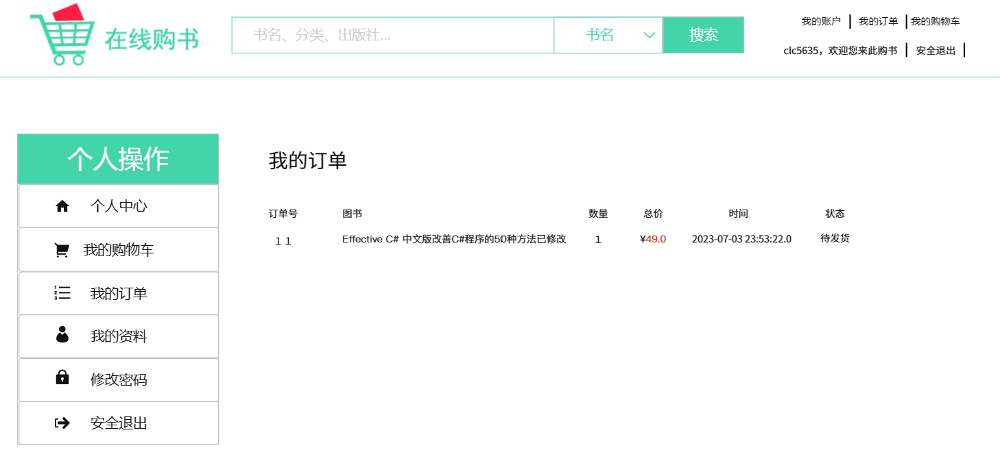 在线购书
书名、分类、出版社...
书名
搜索
我的账户 | 我的订单 | 我的购物车
clc5635，欢迎您来此购书 | 安全退出 |
个人操作
个人中心
我的购物车
我的订单
我的资料
修改密码
安全退出
我的订单
订单号 图书 数量 总价 时间 状态
11 Effective C# 中文版改善C#程序的50种方法已修改 1 ¥49.0 2023-07-03 23:53:22.0 待发货